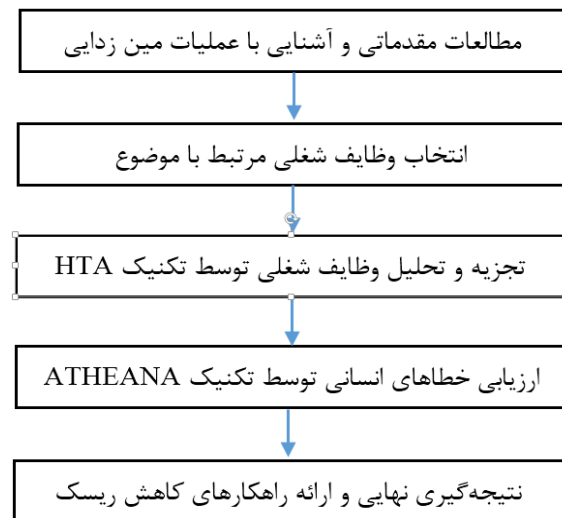 مطالعات مقدماتی و آشنایی با عملیات مین زدایی
انتخاب وظایف شغلی مرتبط با موضوع
تجزیه و تحلیل وظایف شغلی توسط تکنیک HTA
ارزیابی خطاهای انسانی توسط تکنیک ATHEANA
نتیجه‌گیری نهایی و ارائه راهکارهای کاهش ریسک